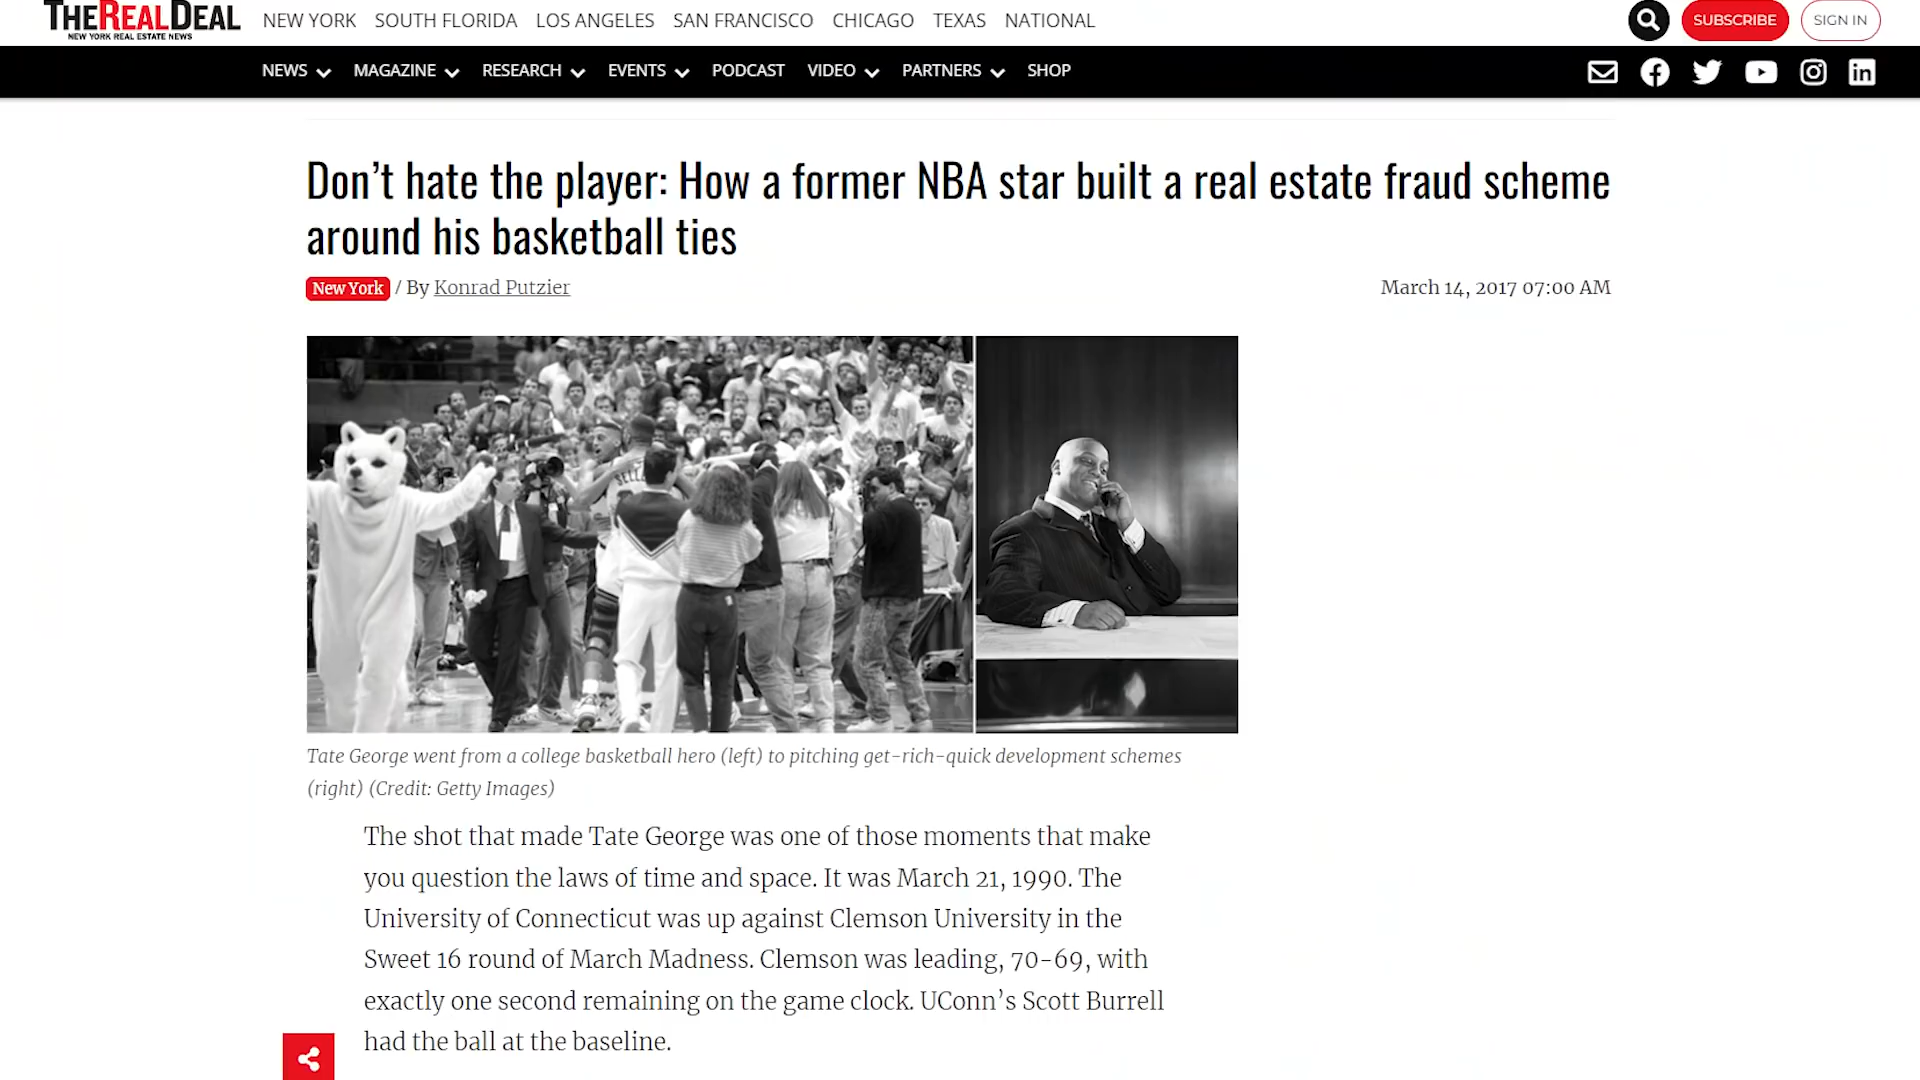 THEREALDEAL
NEW YORK REAL ESTATE NEWS
NEW YORK SOUTH FLORIDA LOS ANGELES SAN FRANCISCO CHICAGO TEXAS NATIONAL
SUBSCRIBE SIGN IN
NEWS MAGAZINE RESEARCH EVENTS PODCAST VIDEO PARTNERS SHOP
Don’t hate the player: How a former NBA star built a real estate fraud scheme
around his basketball ties
New York / By Konrad Putzier
March 14, 2017 07:00 AM
Tate George went from a college basketball hero (left) to pitching get-rich-quick development schemes
(right) (Credit: Getty Images)
The shot that made Tate George was one of those moments that make
you question the laws of time and space. It was March 21, 1990. The
University of Connecticut was up against Clemson University in the
Sweet 16 round of March Madness. Clemson was leading, 70-69, with
exactly one second remaining on the game clock. UConn’s Scott Burrell
had the ball at the baseline.